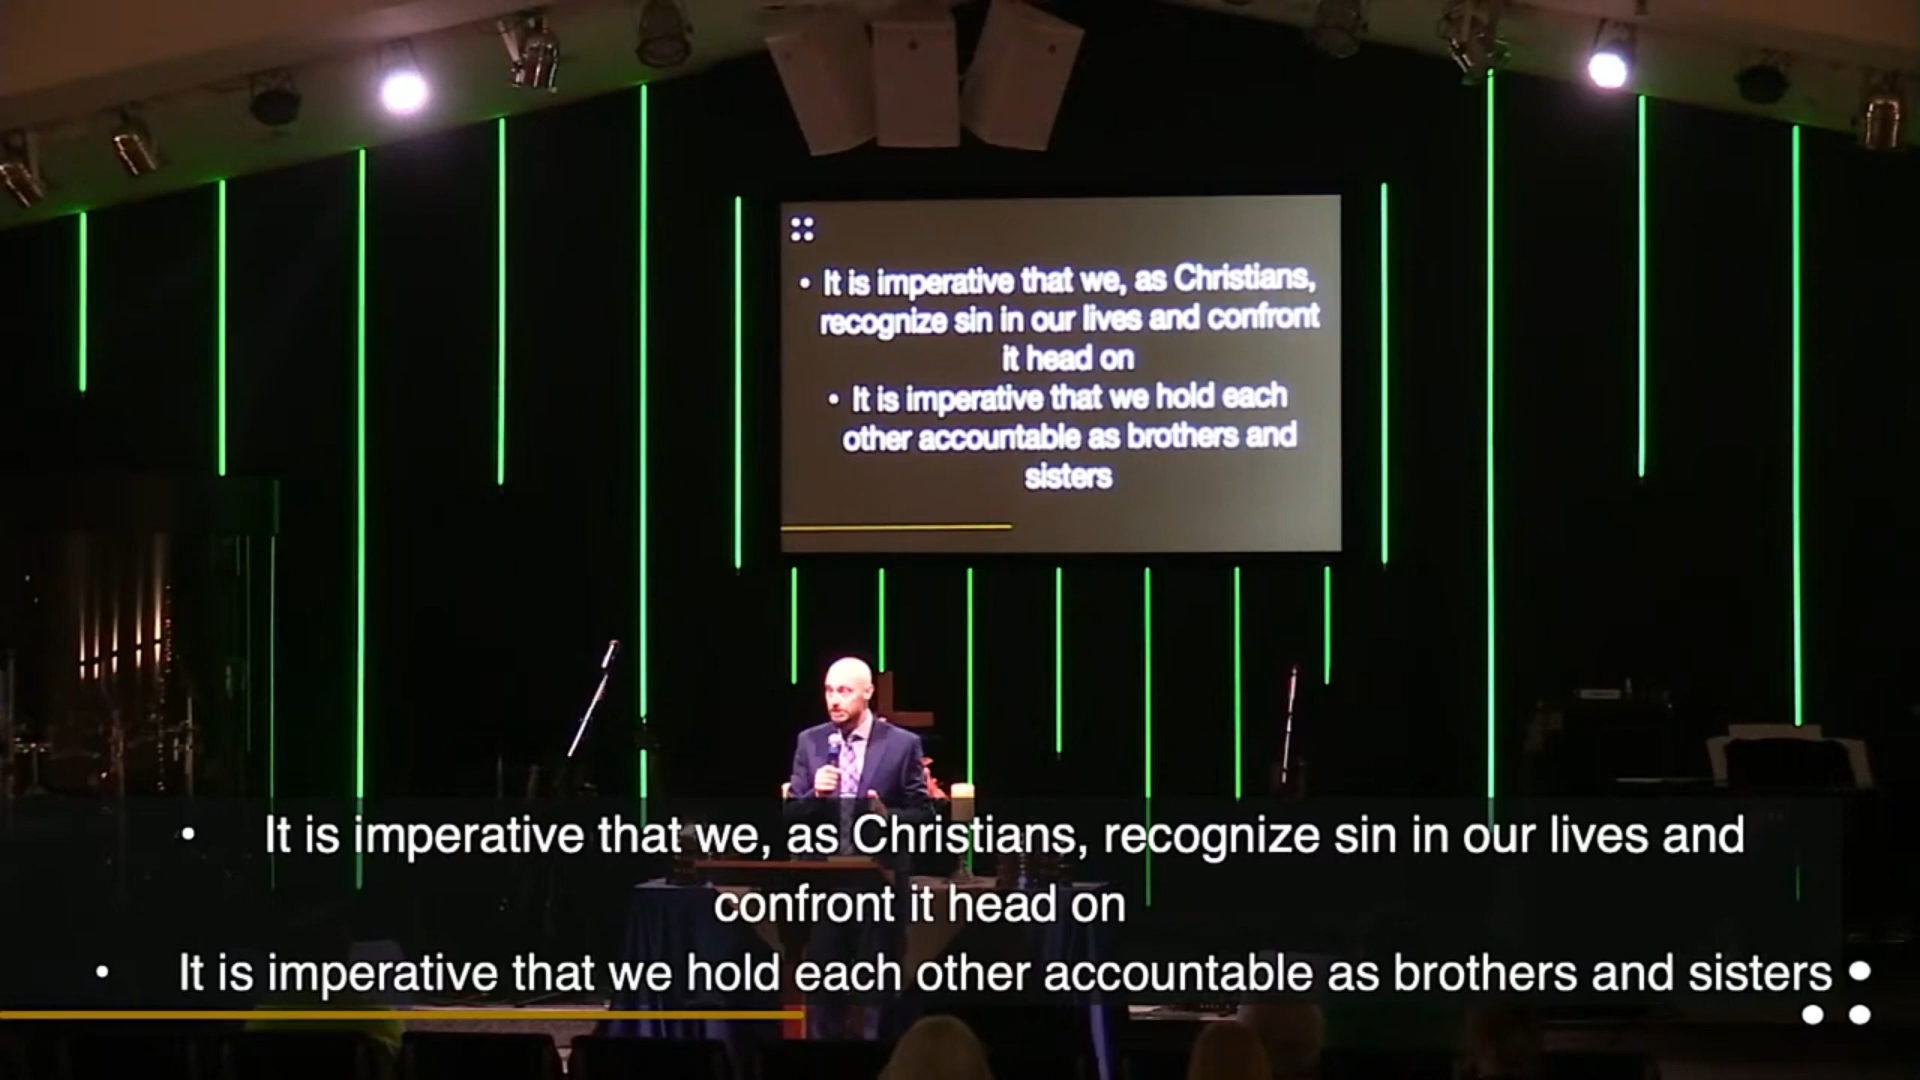 • It is imperative that we, as Christians,
recognize sin in our lives and confront
it head on
• It is imperative that we hold each
other accountable as brothers and
sisters
• It is imperative that we, as Christians, recognize sin in our lives and
confront it head on
• It is imperative that we hold each other accountable as brothers and sisters